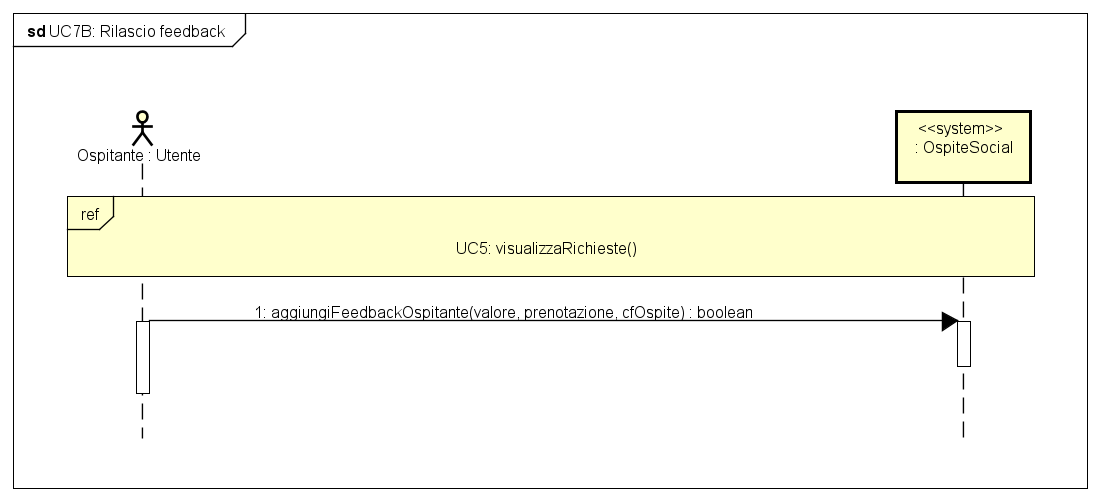 sd UC7B: Rilascio feedback
Ospitante : Utente
<<system>>
: OspiteSocial
ref
UC5: visualizzaRichieste()
1: aggiungiFeedbackOspitante(valore, prenotazione, cfOspite) : boolean